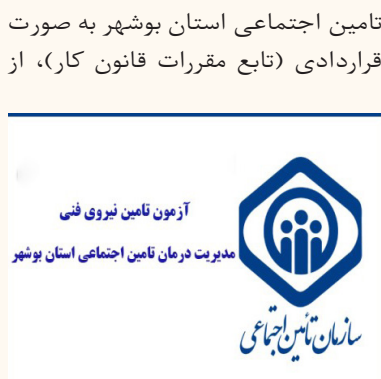 تامین اجتماعی استان بوشهر به صورت
قراردادی (تابع مقررات قانون کار)، از
آزمون تامین نیروی فنی
مدیریت درمان تامین اجتماعی استان بوشهر
سازمان تأمین اجتماعی